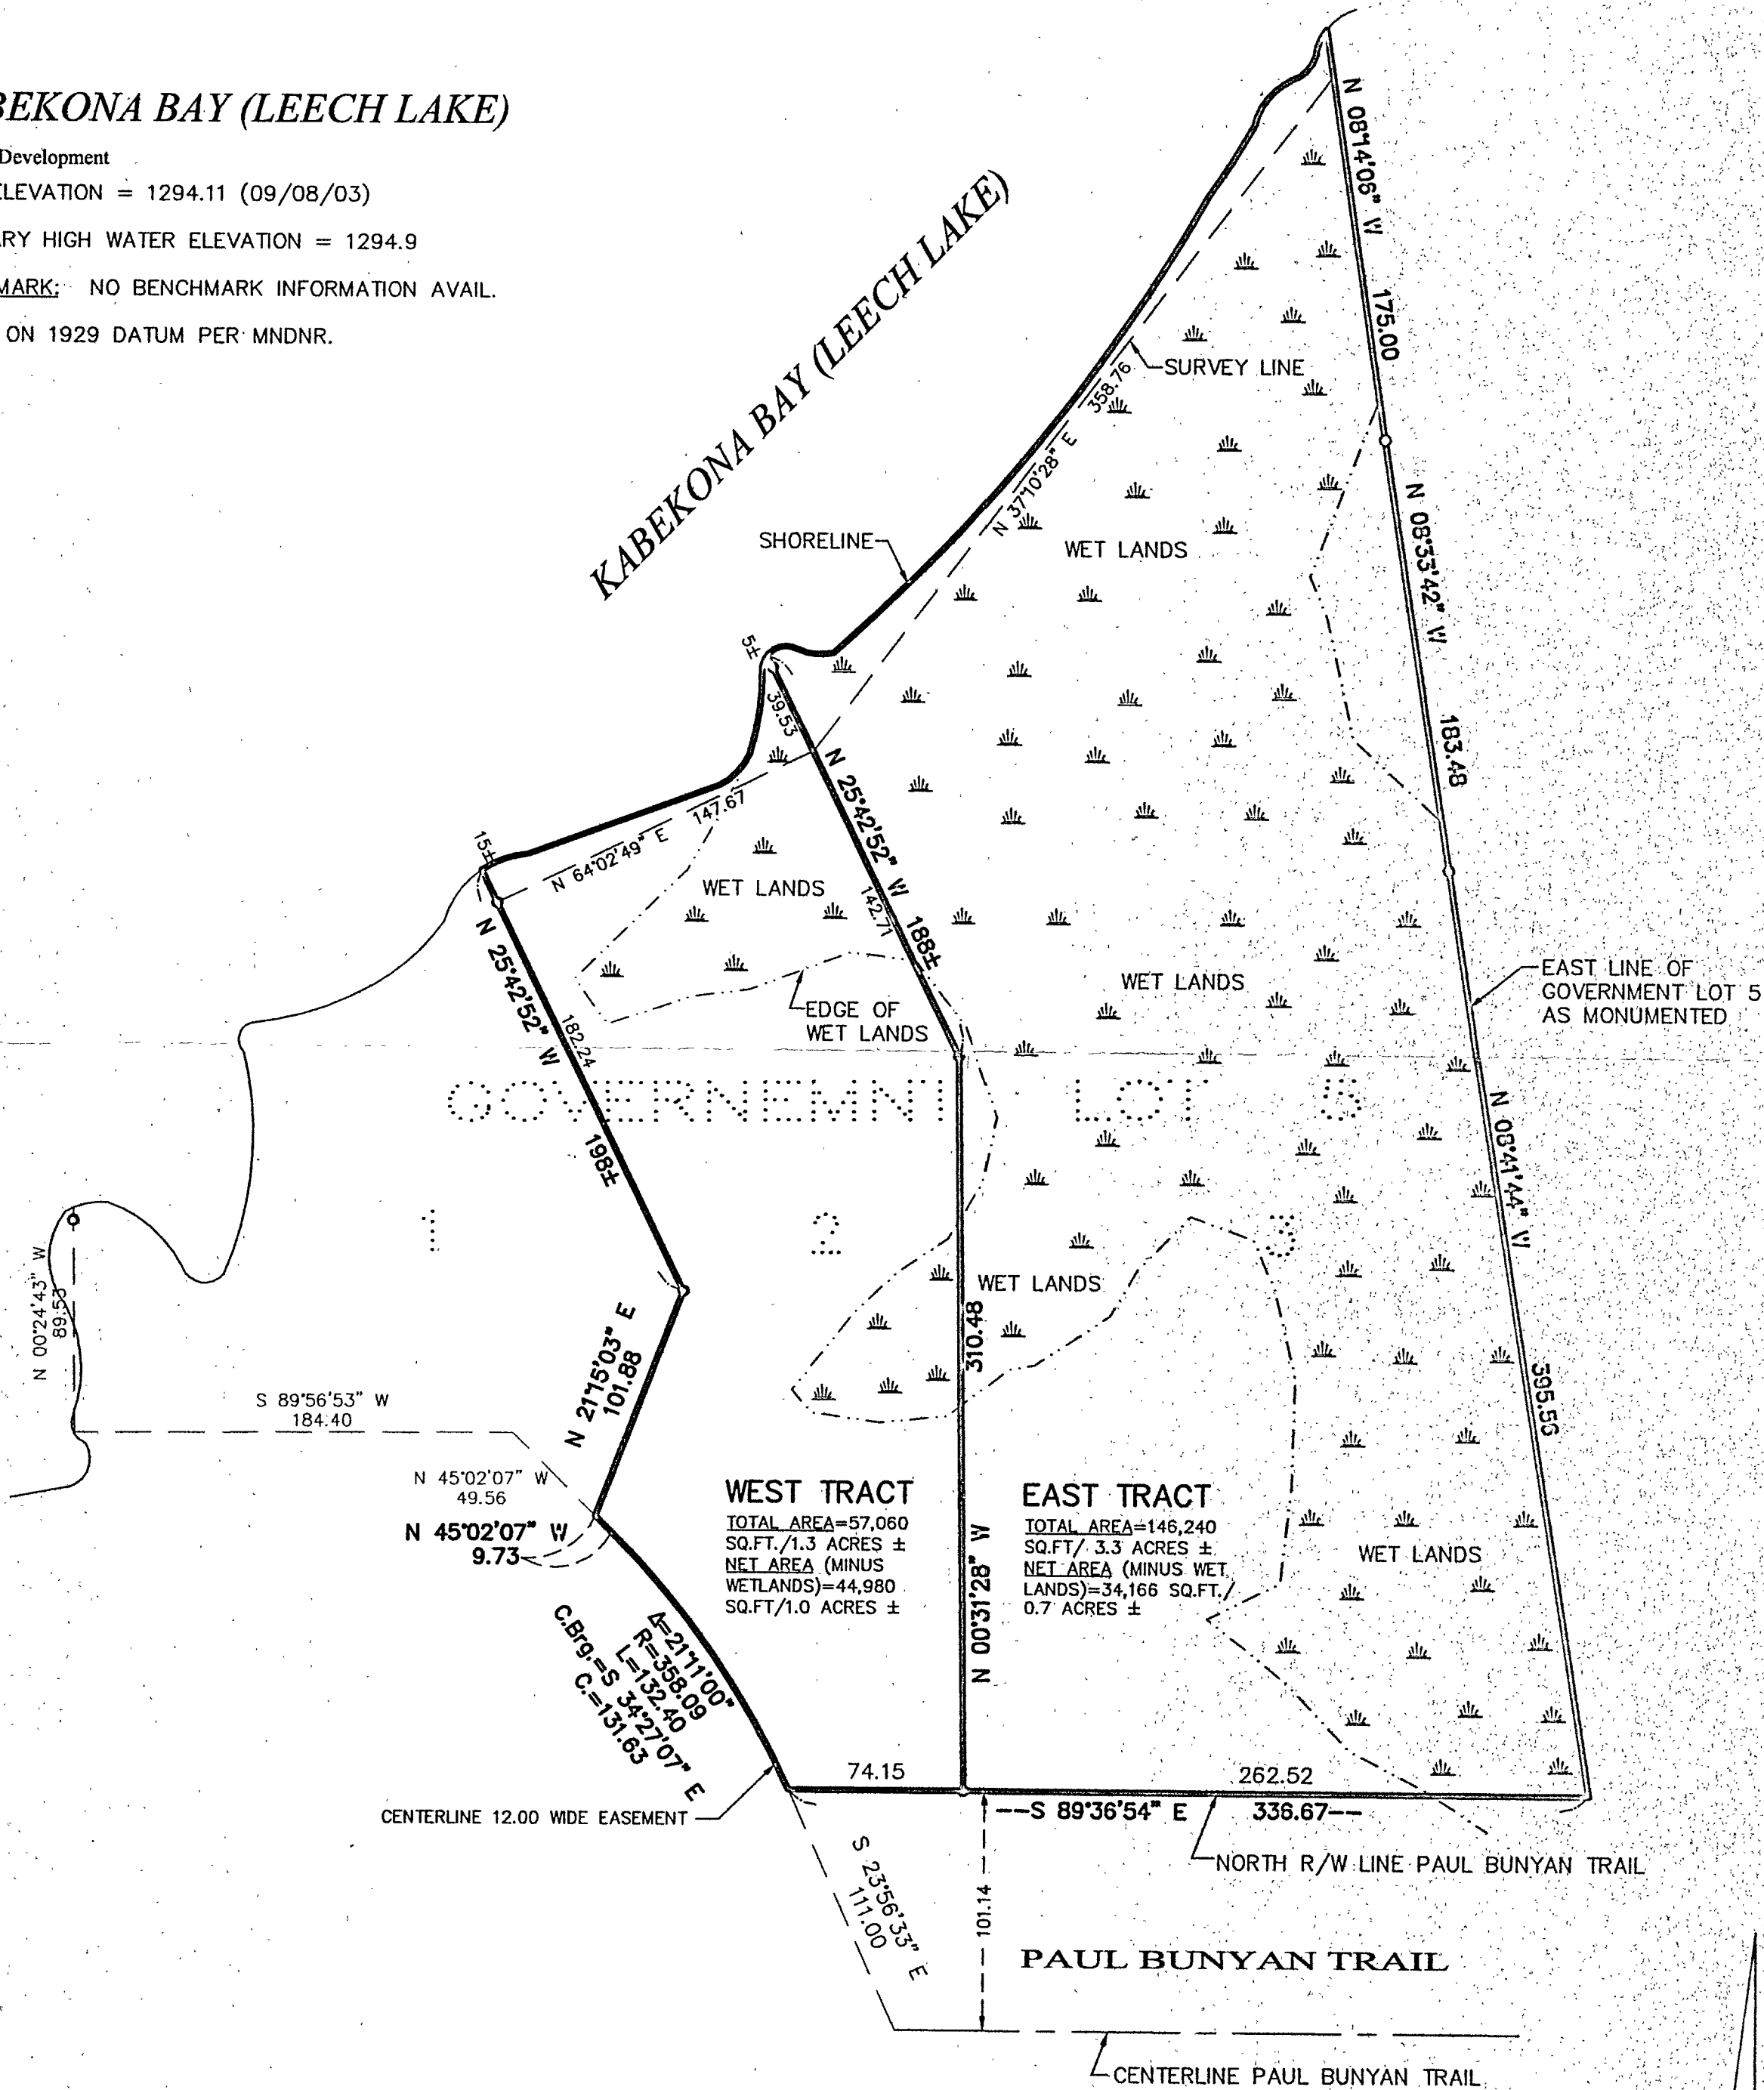 BEKONA BAY (LEECH LAKE)
Development
ELEVATION = 1294.11 (09/08/03)
ARY HIGH WATER ELEVATION = 1294.9
MARK: NO BENCHMARK INFORMATION AVAIL.
ON 1929 DATUM PER MNDNR.
KABEKONA BAY (LEECH LAKE)
N 08°14'06" W
175.00
SURVEY LINE
358.76
N 37°10'28" E
SHORELINE
WET LANDS
N 08°33'42" W
183.48
5±
39.53
N 25°42'52" W
188±
142.71
147.67
N 64°02'49" E
15±
WET LANDS
N 25°42'52" W
182.24
198±
EDGE OF
WET LANDS
WET LANDS
EAST LINE OF
GOVERNMENT LOT 5
AS MONUMENTED
GOVERNEMNT LOT 5
1
2
3
N 08°41'44" W
395.56
N 00°24'43" W
89.53
WET LANDS
310.48
N 21°15'03" E
101.88
S 89°56'53" W
184.40
N 45°02'07" W
49.56
N 45°02'07" W
9.73
WEST TRACT
TOTAL AREA=57,060
SQ.FT./1.3 ACRES ±
NET AREA (MINUS
WETLANDS)=44,980
SQ.FT/1.0 ACRES ±
N 00°31'28" W
EAST TRACT
TOTAL AREA=146,240
SQ.FT/ 3.3 ACRES ±
NET AREA (MINUS WET
LANDS)=34,166 SQ.FT./
0.7 ACRES ±
WET LANDS
Δ=21°11'00"
R=358.09
L=132.40
C.Brg.=S 34°27'07" E
C.=131.63
74.15
262.52
S 89°36'54" E 336.67
CENTERLINE 12.00 WIDE EASEMENT
NORTH R/W LINE PAUL BUNYAN TRAIL
S 23°56'33" E
111.00
101.14
PAUL BUNYAN TRAIL
CENTERLINE PAUL BUNYAN TRAIL